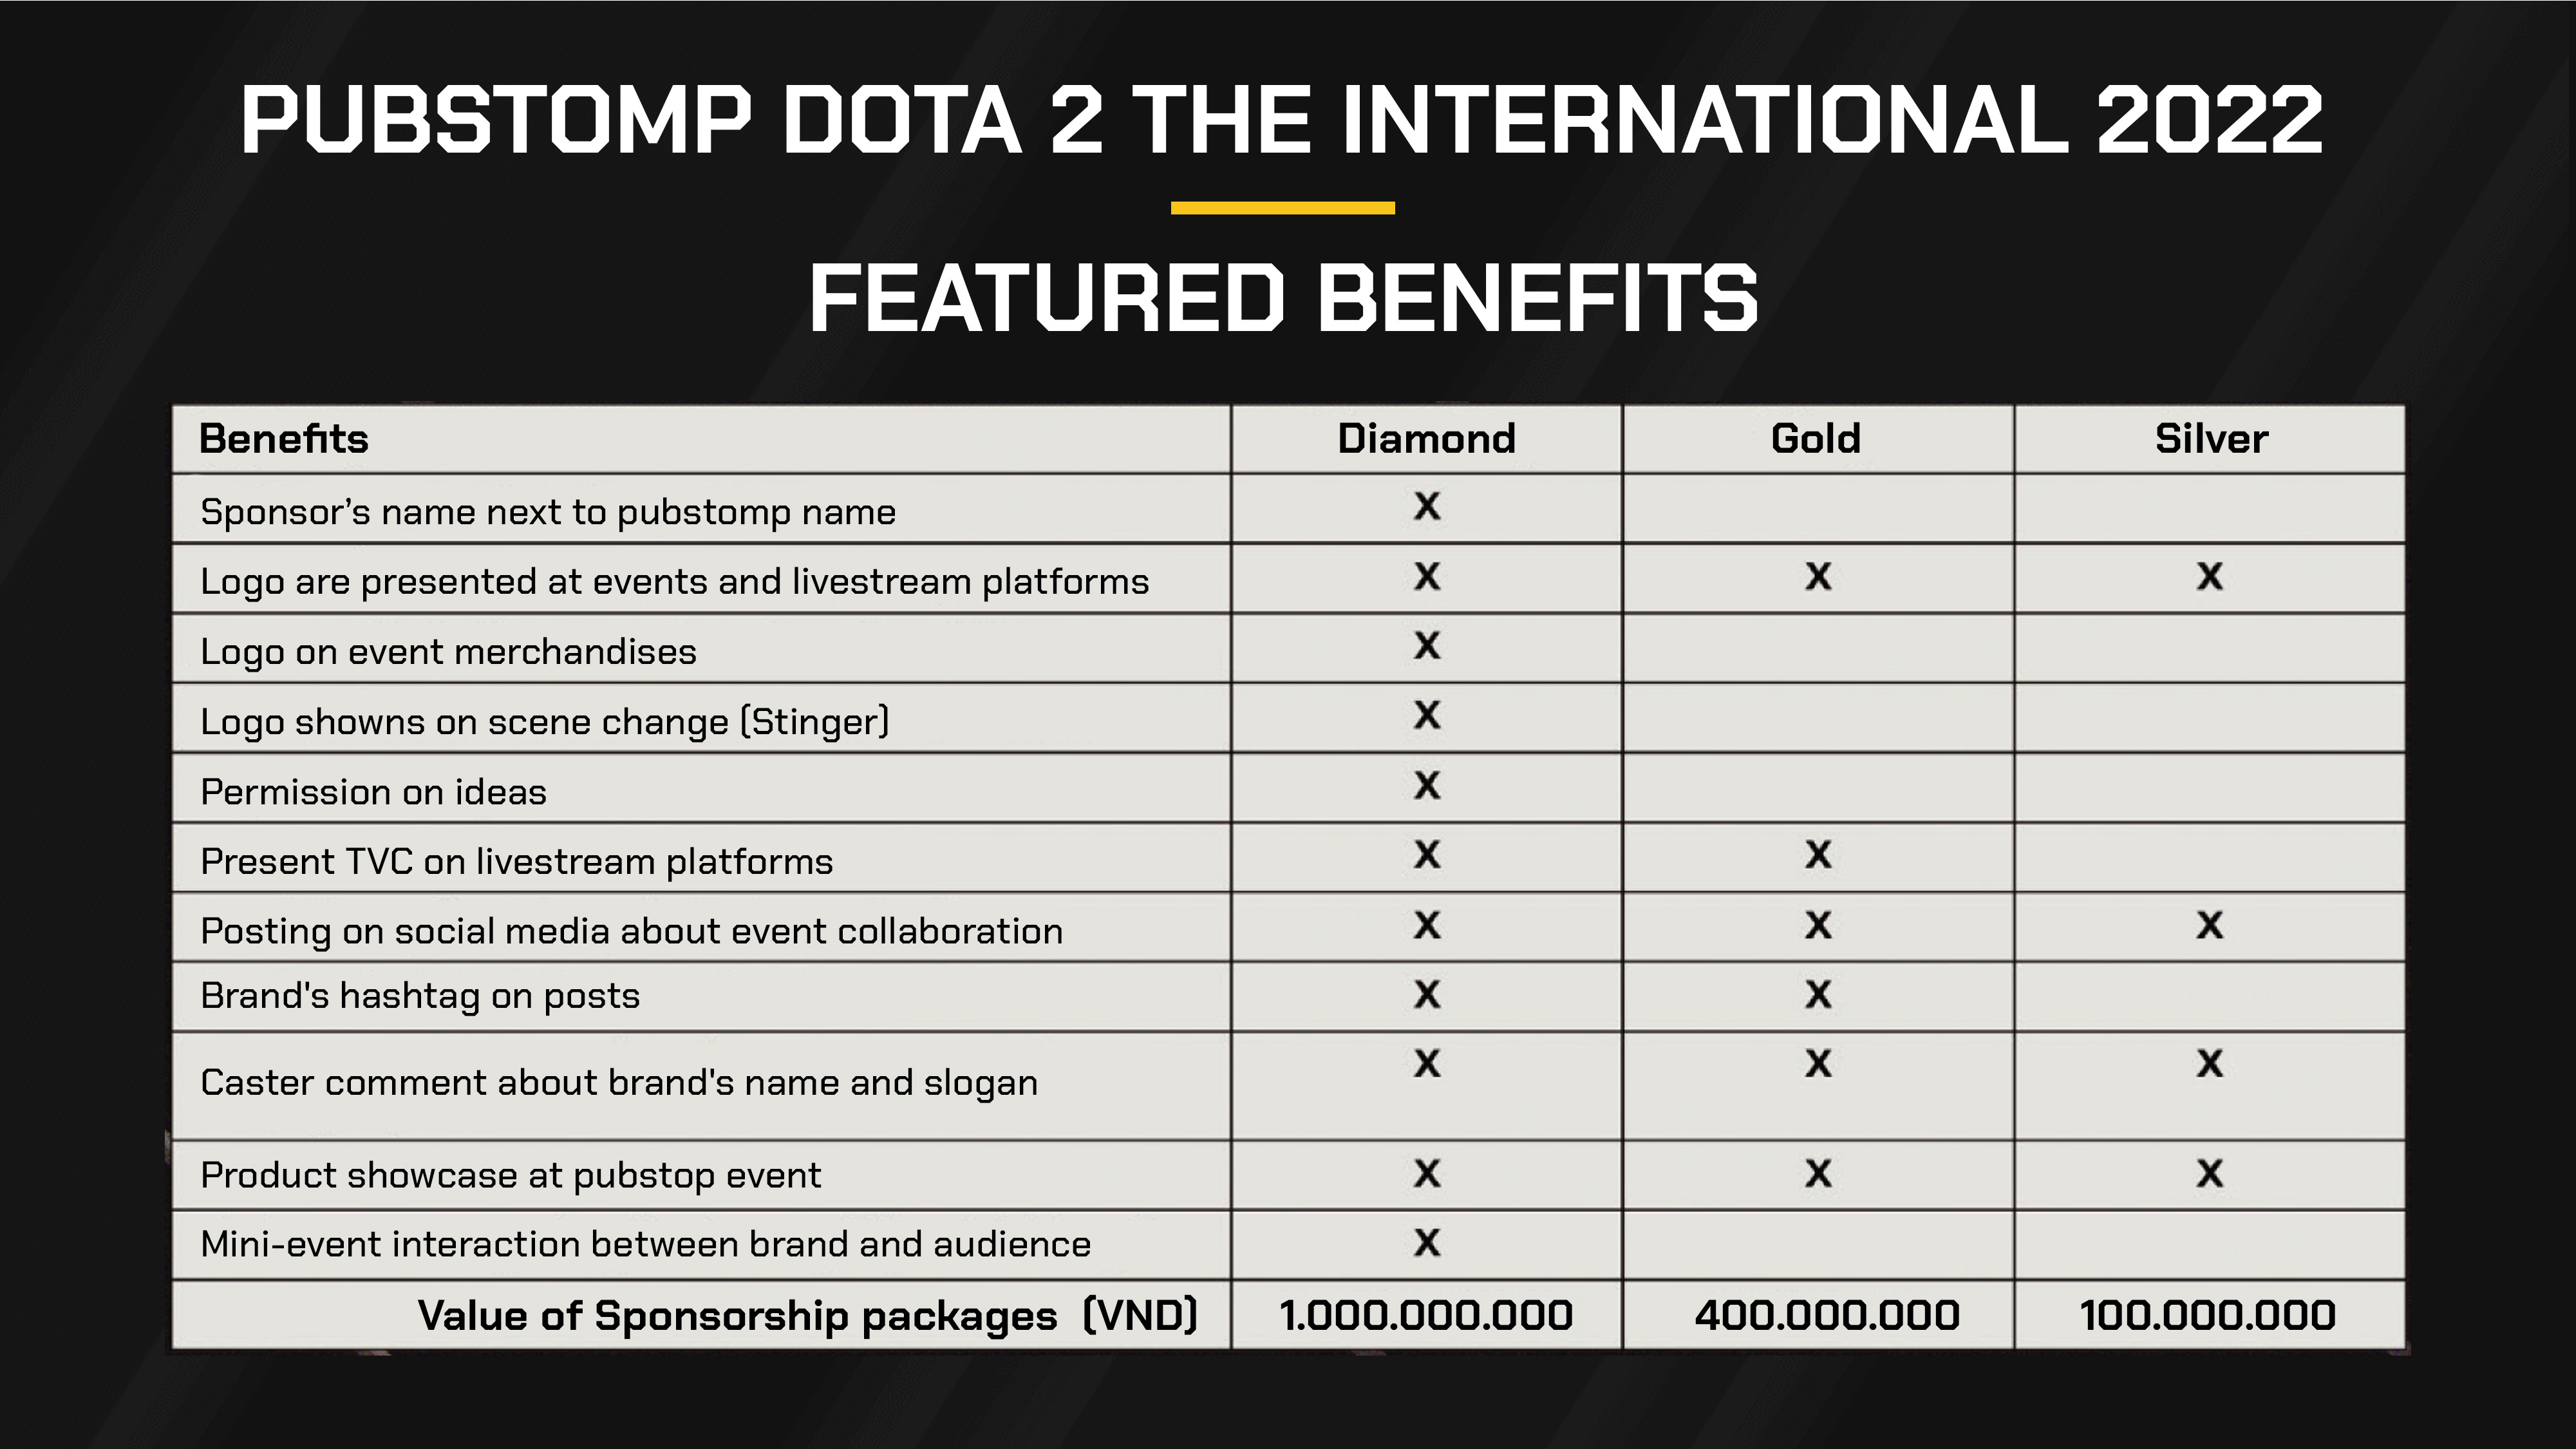 PUBSTOMP DOTA 2 THE INTERNATIONAL 2022
FEATURED BENEFITS
Benefits Diamond Gold Silver
Sponsor’s name next to pubstomp name X
Logo are presented at events and livestream platforms X X X
Logo on event merchandises X
Logo showns on scene change (Stinger) X
Permission on ideas X
Present TVC on livestream platforms X X
Posting on social media about event collaboration X X X
Brand's hashtag on posts X X
Caster comment about brand's name and slogan X X X
Product showcase at pubstop event X X X
Mini-event interaction between brand and audience X
Value of Sponsorship packages (VND) 1.000.000.000 400.000.000 100.000.000